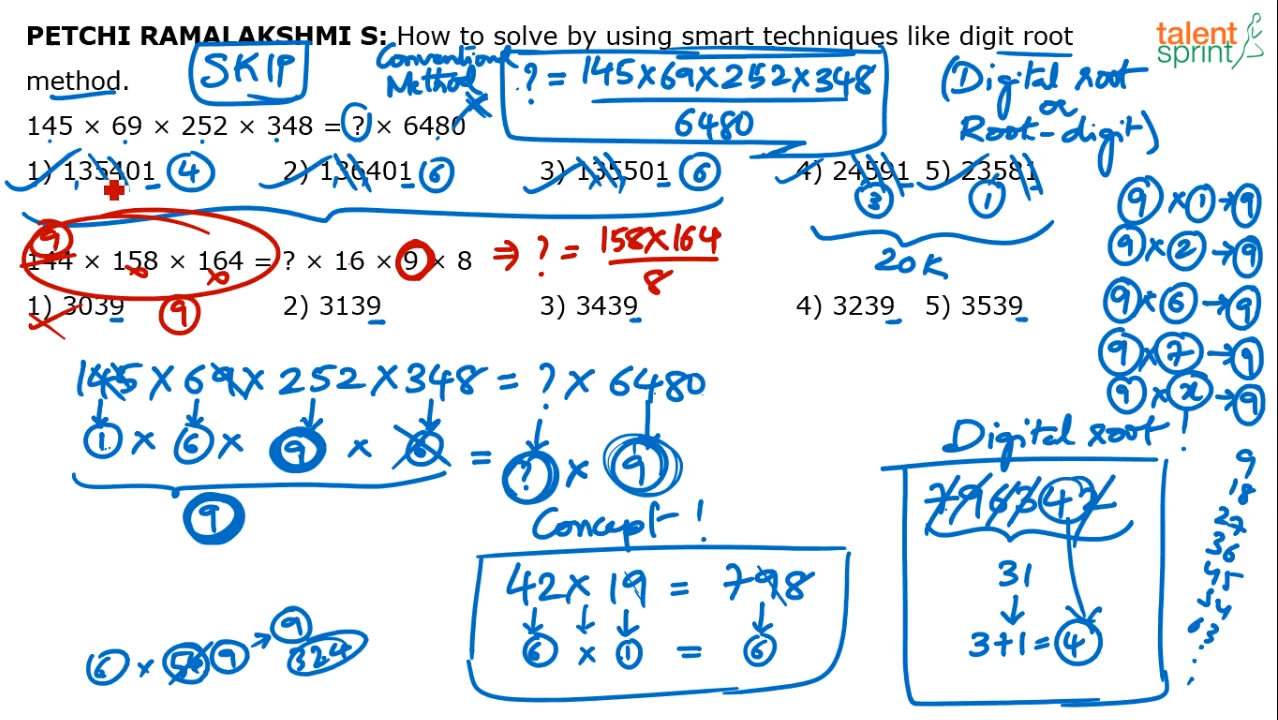 PETCHI RAMALAKSHMI S: How to solve by using smart techniques like digit root
method.
talent
sprint
SKIP
Conventional
Method
? = 145×69×252×348
6480
(Digital root
or
Root-digit)
145 × 69 × 252 × 348 = ? × 6480
1) 135401 4 2) 136401 6 3) 135501 6 4) 24591 3 5) 23581 1
20K
9
144 × 158 × 164 = ? × 16 × 9 × 8 ⇒ ? = 158×164
8
1) 3039 9 2) 3139 3) 3439 4) 3239 5) 3539
9 × 1 → 9
9 × 2 → 9
9 × 6 → 9
9 × 7 → 9
9 × x → 9
!
145 × 69 × 252 × 348 = ? × 6480
1 × 6 × 9 × 6 = ? × 9
9
Concept !
42 × 19 = 798
6 × 1 = 6
6 × 54 9 → 9
324
Digital root
796342
31
3+1 = 4
9
18
27
36
45
54
63